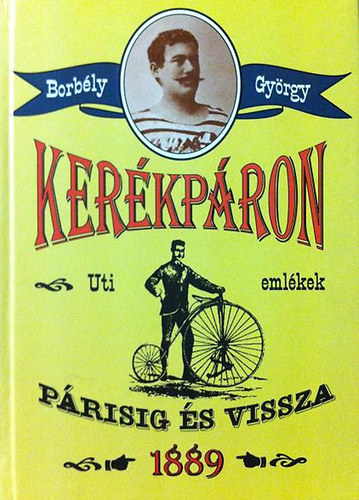 Borbély György
KERÉKPÁRON
Uti emlékek
PÁRISIG ÉS VISSZA
1889